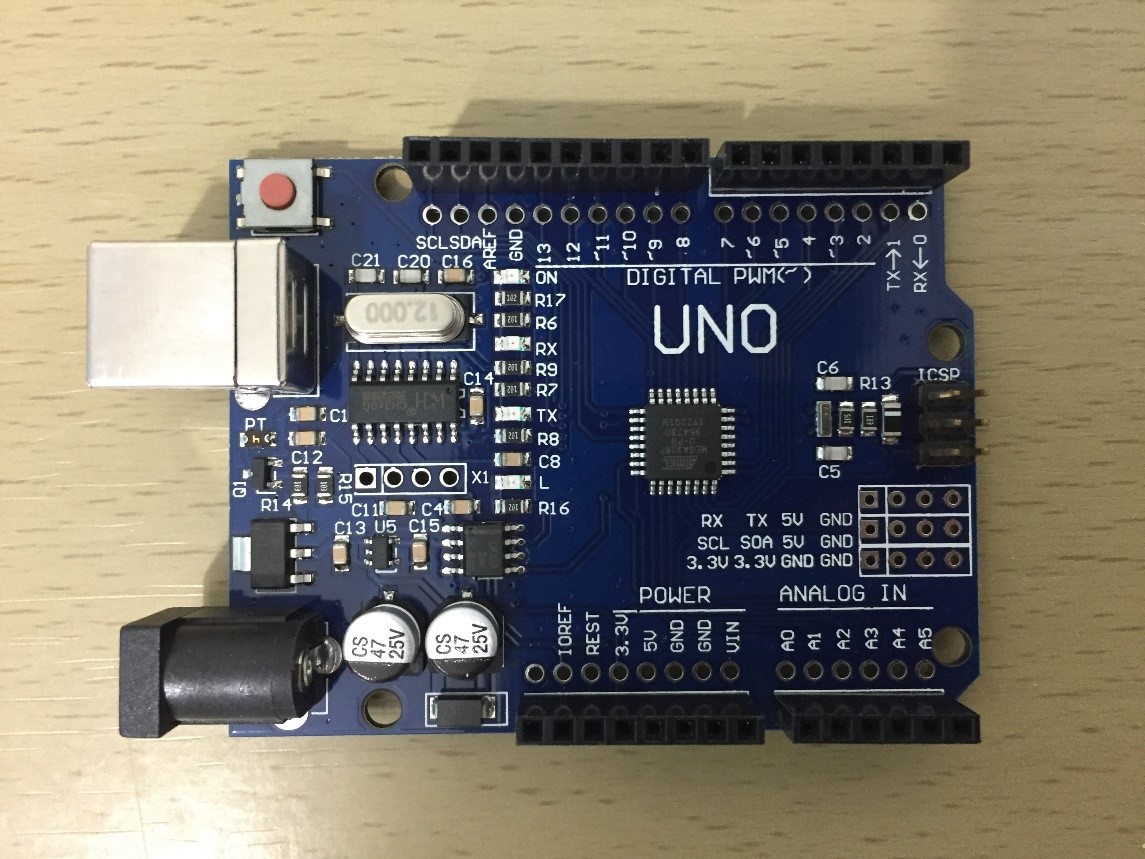 SCL SDA AREF GND 13 12 ~11 ~10 ~9 8 7 ~6 ~5 4 ~3 2 TX→1 RX←0
DIGITAL PWM(~)
UNO
C21 C20 C16
ON
R17
R6
RX
R9
R7
TX
R8
C8
L
R16
12.000
C14
C1
PT
C12
Q1
R14
R15
X1
C11 C4
C13 U5 C15
CS
47
25V
CS
47
25V
C6
R13
ICSP
C5
RX TX 5V GND
SCL SOA 5V GND
3.3V 3.3V GND GND
POWER
IOREF REST 3.3V 5V GND GND VIN
ANALOG IN
A0 A1 A2 A3 A4 A5